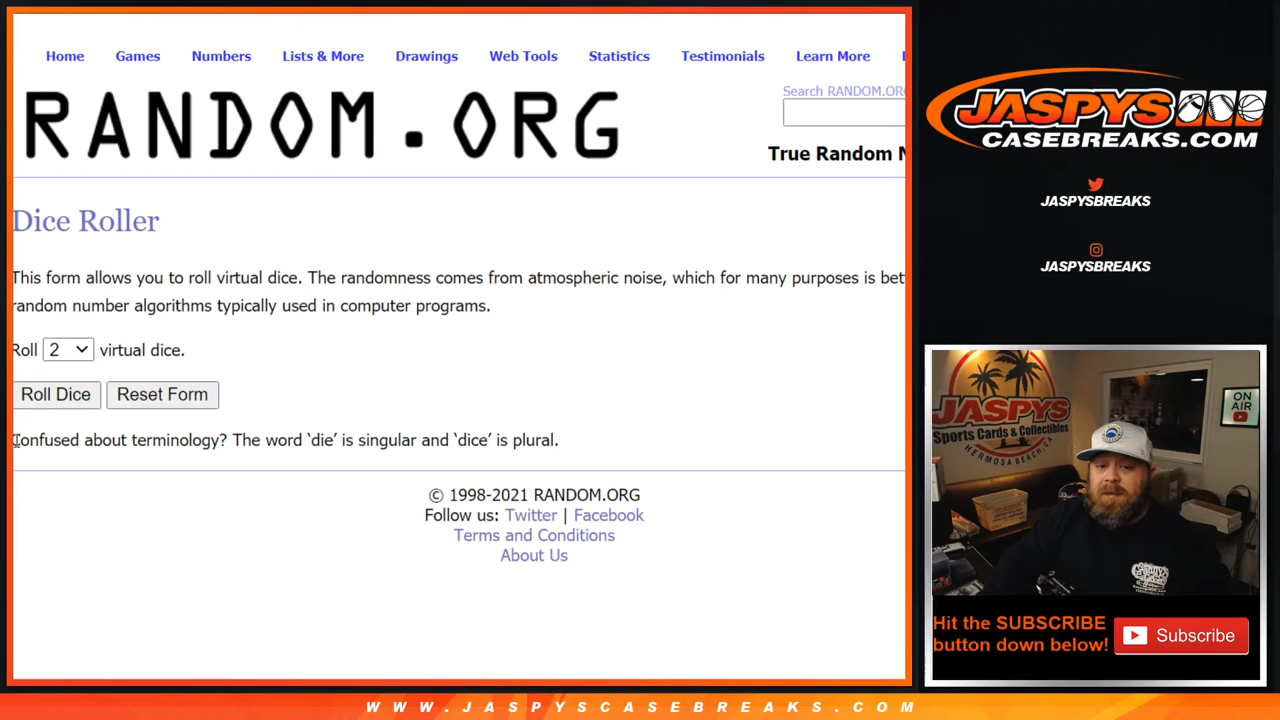 Home Games Numbers Lists & More Drawings Web Tools Statistics Testimonials Learn More
RANDOM.ORG
Search RANDOM.ORG
True Random N
Dice Roller
This form allows you to roll virtual dice. The randomness comes from atmospheric noise, which for many purposes is bet
random number algorithms typically used in computer programs.
Roll 2 virtual dice.
Roll Dice Reset Form
Confused about terminology? The word ‘die’ is singular and ‘dice’ is plural.
© 1998-2021 RANDOM.ORG
Follow us: Twitter | Facebook
Terms and Conditions
About Us
JASPYS
CASEBREAKS.COM
JASPYSBREAKS
JASPYSBREAKS
JASPYS
Sports Cards & Collectibles
HERMOSA BEACH, CA
ON
AIR
Hit the SUBSCRIBE
button down below!
Subscribe
WWW.JASPYSCASEBREAKS.COM